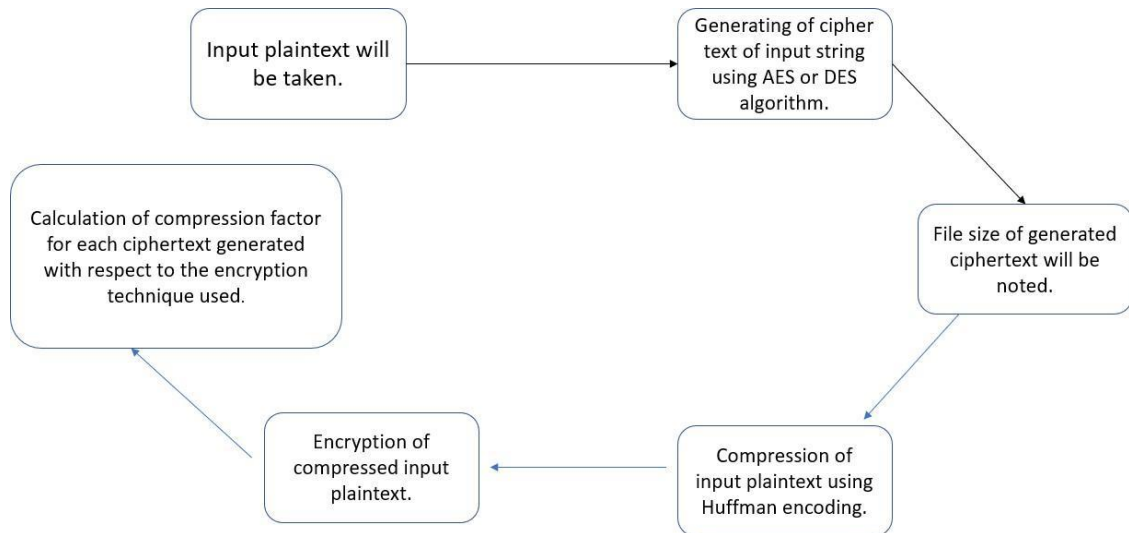 Input plaintext will
be taken.
Generating of cipher
text of input string
using AES or DES
algorithm.
File size of generated
ciphertext will be
noted.
Compression of
input plaintext using
Huffman encoding.
Encryption of
compressed input
plaintext.
Calculation of compression factor
for each ciphertext generated
with respect to the encryption
technique used.